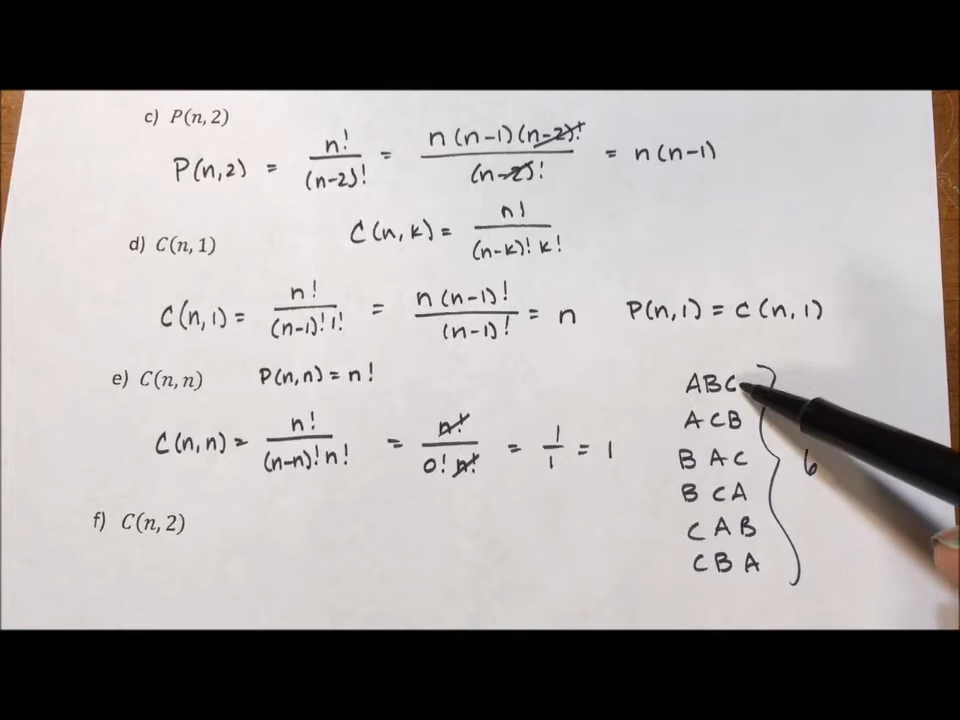 c) P(n, 2)
P(n,2) = n!/(n-2)! = n(n-1)(n-2)!/(n-2)! = n(n-1)
d) C(n, 1)
C(n,k) = n!/(n-k)! k!
C(n,1) = n!/(n-1)! 1! = n(n-1)!/(n-1)! = n
P(n,1) = C(n,1)
e) C(n, n)
P(n,n) = n!
C(n,n) = n!/(n-n)! n! = n!/0! n! = 1/1 = 1
ABC
ACB
BAC
BCA
CAB
CBA
6
f) C(n, 2)